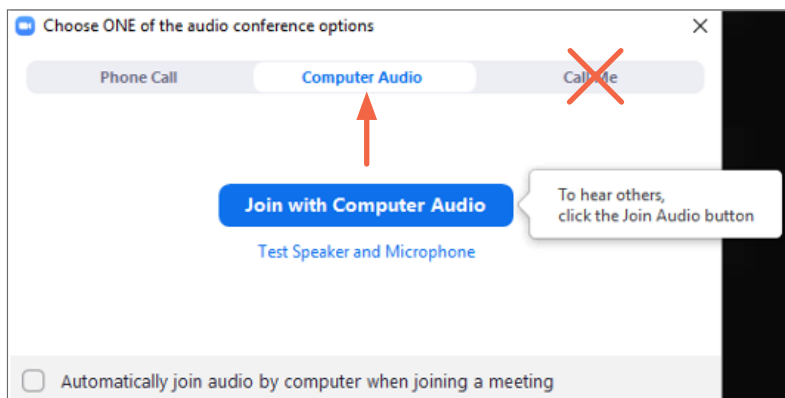 Choose ONE of the audio conference options
Phone Call
Computer Audio
Call Me
Join with Computer Audio
To hear others,
click the Join Audio button
Test Speaker and Microphone
Automatically join audio by computer when joining a meeting